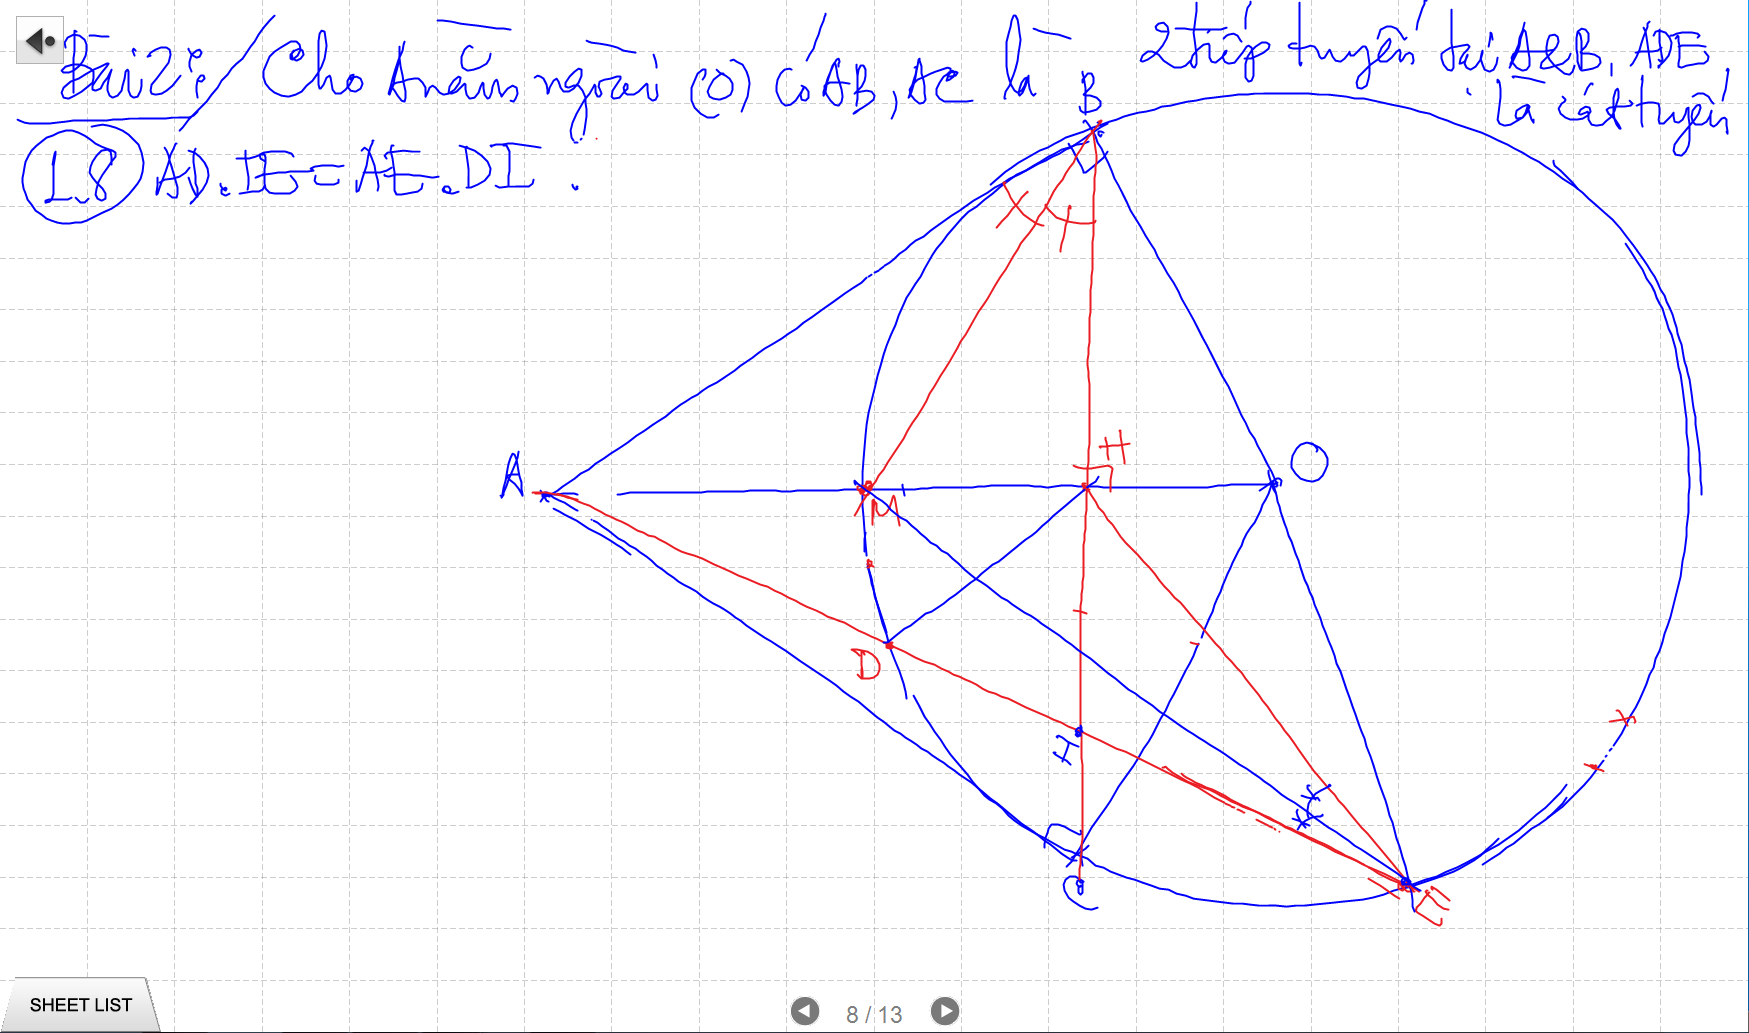 Bài 2: / Cho A nằm ngoài (O) có AB, AC là 2 tiếp tuyến tại A&B, ADE
là cát tuyến
1.8 AD.IE=AE.DI.
B
A
M
H
O
D
I
C
E
SHEET LIST
8 / 13